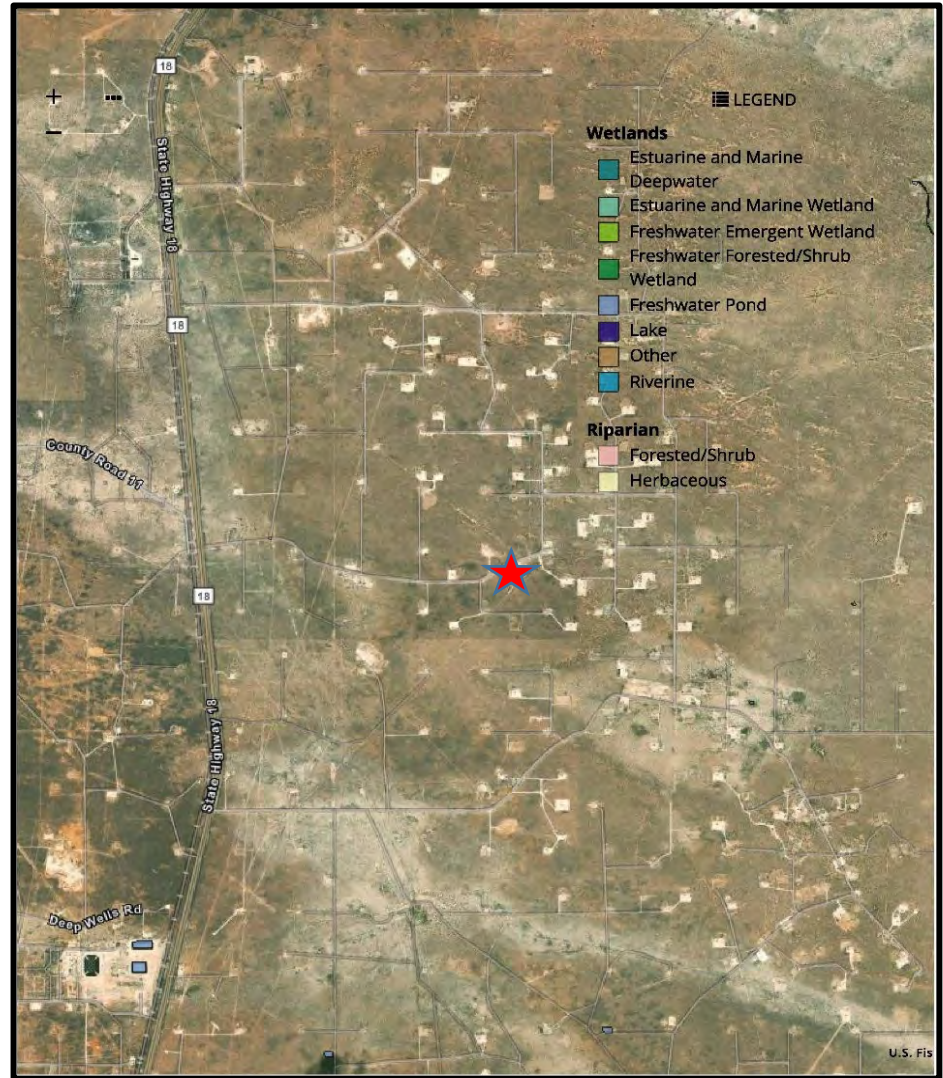 18
LEGEND
Wetlands
Estuarine and Marine
Deepwater
Estuarine and Marine Wetland
Freshwater Emergent Wetland
Freshwater Forested/Shrub
Wetland
Freshwater Pond
Lake
Other
Riverine
Riparian
Forested/Shrub
Herbaceous
State Highway 18
18
County Road 11
18
State Highway 18
Deep Wells Rd
U.S. Fis